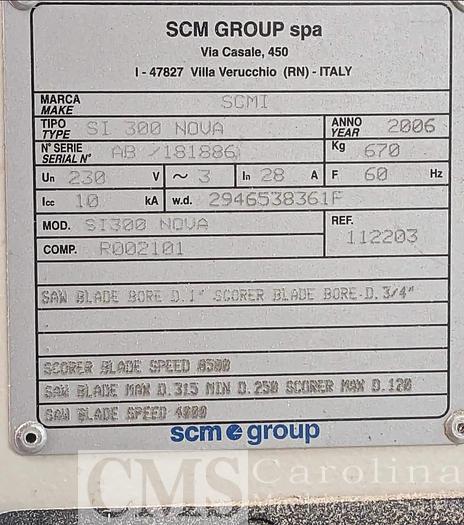 SCM GROUP spa
Via Casale, 450
I - 47827 Villa Verucchio (RN) - ITALY
MARCA MAKE SCMI
TIPO TYPE SI 300 NOVA ANNO YEAR 2006
N° SERIE SERIAL N° AB /181886 Kg 670
Un 230 V ~ 3 In 28 A F 60 Hz
Icc 10 kA w.d. 2946538361F
MOD. SI300 NOVA REF. 112203
COMP. R002101
SAW BLADE BORE D.1" SCORER BLADE BORE-D.3/4"
SCORER BLADE SPEED 8500
SAW BLADE MAX D.315 MIN D.250 SCORER MAX D.120
SAW BLADE SPEED 4000
scm group
CMS Carolina